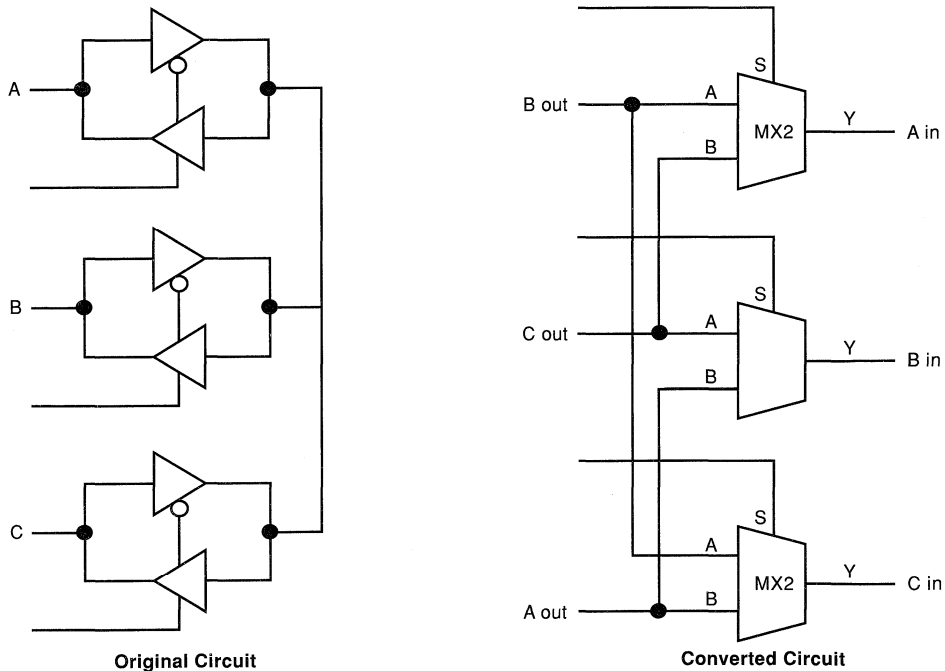 A
B
C
Original Circuit
S
B out
A
MX2
Y
A in
B
S
C out
A
Y
B in
B
S
A
MX2
Y
C in
A out
B
Converted Circuit